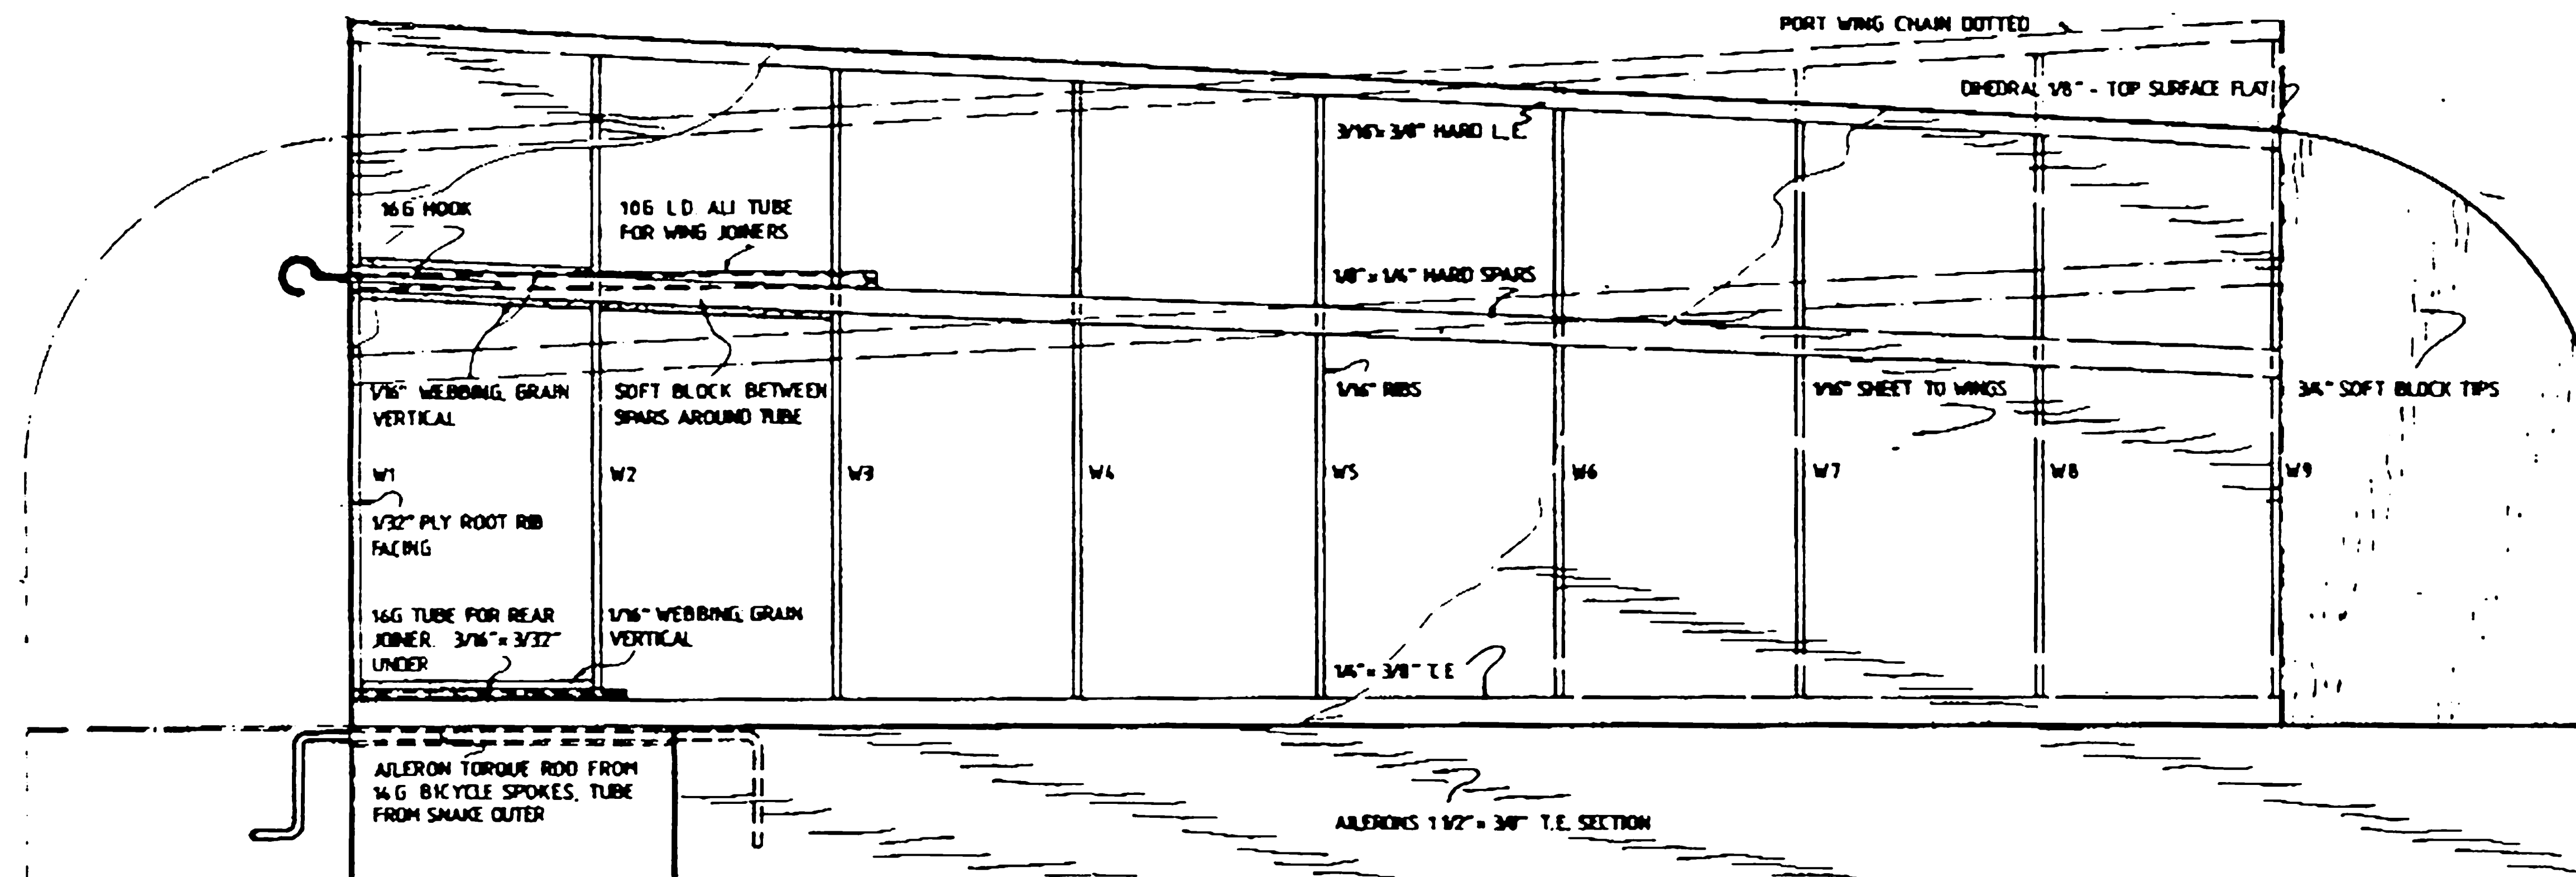 PORT WING CHAIN DOTTED
DIHEDRAL 1/8" - TOP SURFACE FLAT
3/16" x 3/8" HARD L.E.
16G HOOK
10G I.D. ALI TUBE
FOR WING JOINERS
1/8" x 1/4" HARD SPARS
1/16" WEBBING, GRAIN
VERTICAL
SOFT BLOCK BETWEEN
SPARS AROUND TUBE
1/16" RIBS
1/16" SHEET TO WINGS
3/4" SOFT BLOCK TIPS
W1
W2
W3
W4
W5
W6
W7
W8
W9
1/32" PLY ROOT RIB
FACING
16G TUBE FOR REAR
JOINER. 3/16" x 3/32"
UNDER
1/16" WEBBING, GRAIN
VERTICAL
1/4" x 3/8" T.E.
AILERON TORQUE ROD FROM
14G BICYCLE SPOKES, TUBE
FROM SNAKE OUTER
AILERONS 1 1/2" x 3/8" T.E. SECTION